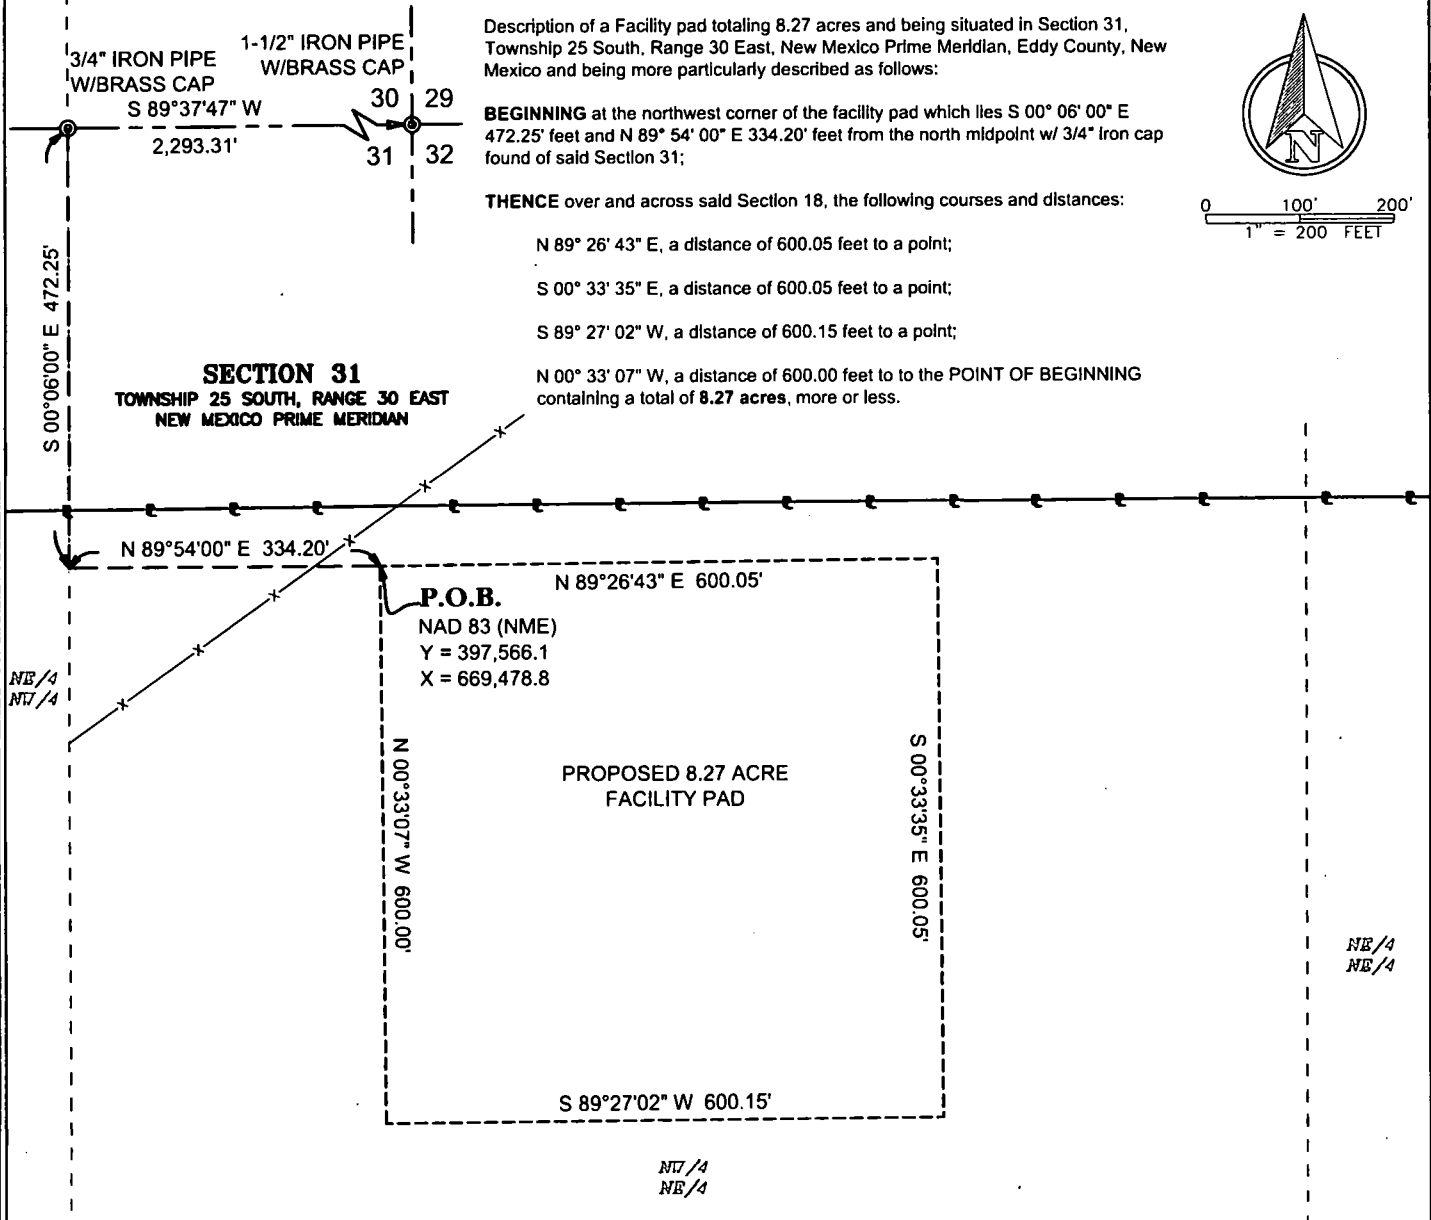 3/4" IRON PIPE
W/BRASS CAP
1-1/2" IRON PIPE
W/BRASS CAP
S 89°37'47" W
2,293.31'
30 29
31 32
Description of a Facility pad totaling 8.27 acres and being situated in Section 31,
Township 25 South, Range 30 East, New Mexico Prime Meridian, Eddy County, New
Mexico and being more particularly described as follows:
BEGINNING at the northwest corner of the facility pad which lies S 00° 06' 00" E
472.25' feet and N 89° 54' 00" E 334.20' feet from the north midpoint w/ 3/4" iron cap
found of said Section 31;
THENCE over and across said Section 18, the following courses and distances:
N 89° 26' 43" E, a distance of 600.05 feet to a point;
S 00° 33' 35" E, a distance of 600.05 feet to a point;
S 89° 27' 02" W, a distance of 600.15 feet to a point;
N 00° 33' 07" W, a distance of 600.00 feet to to the POINT OF BEGINNING
containing a total of 8.27 acres, more or less.
N
0 100' 200'
1" = 200 FEET
S 00°06'00" E 472.25'
SECTION 31
TOWNSHIP 25 SOUTH, RANGE 30 EAST
NEW MEXICO PRIME MERIDIAN
N 89°54'00" E 334.20'
N 89°26'43" E 600.05'
P.O.B.
NAD 83 (NME)
Y = 397,566.1
X = 669,478.8
NE/4
NW/4
N 00°33'07" W 600.00'
PROPOSED 8.27 ACRE
FACILITY PAD
S 00°33'35" E 600.05'
NE/4
NE/4
S 89°27'02" W 600.15'
NW/4
NE/4